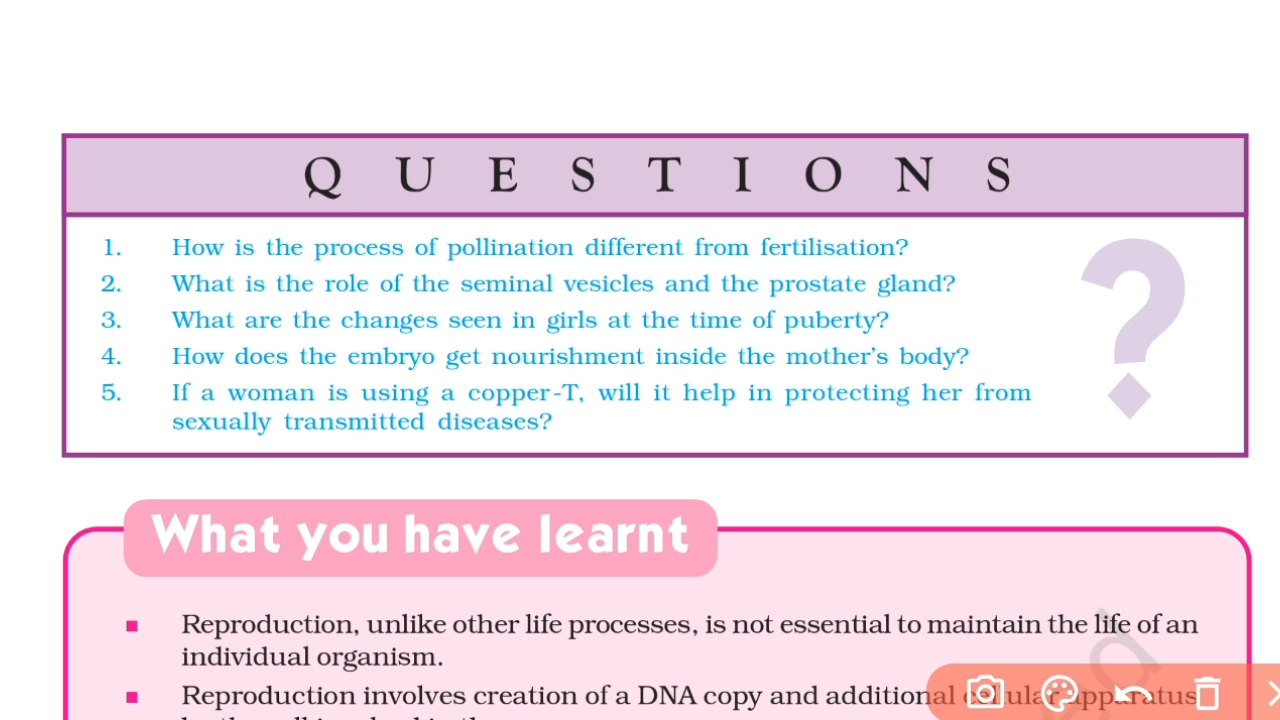 Q U E S T I O N S
1. How is the process of pollination different from fertilisation?
2. What is the role of the seminal vesicles and the prostate gland?
3. What are the changes seen in girls at the time of puberty?
4. How does the embryo get nourishment inside the mother's body?
5. If a woman is using a copper-T, will it help in protecting her from
sexually transmitted diseases?
?
What you have learnt
■ Reproduction, unlike other life processes, is not essential to maintain the life of an
individual organism.
■ Reproduction involves creation of a DNA copy and additional cellular apparatus